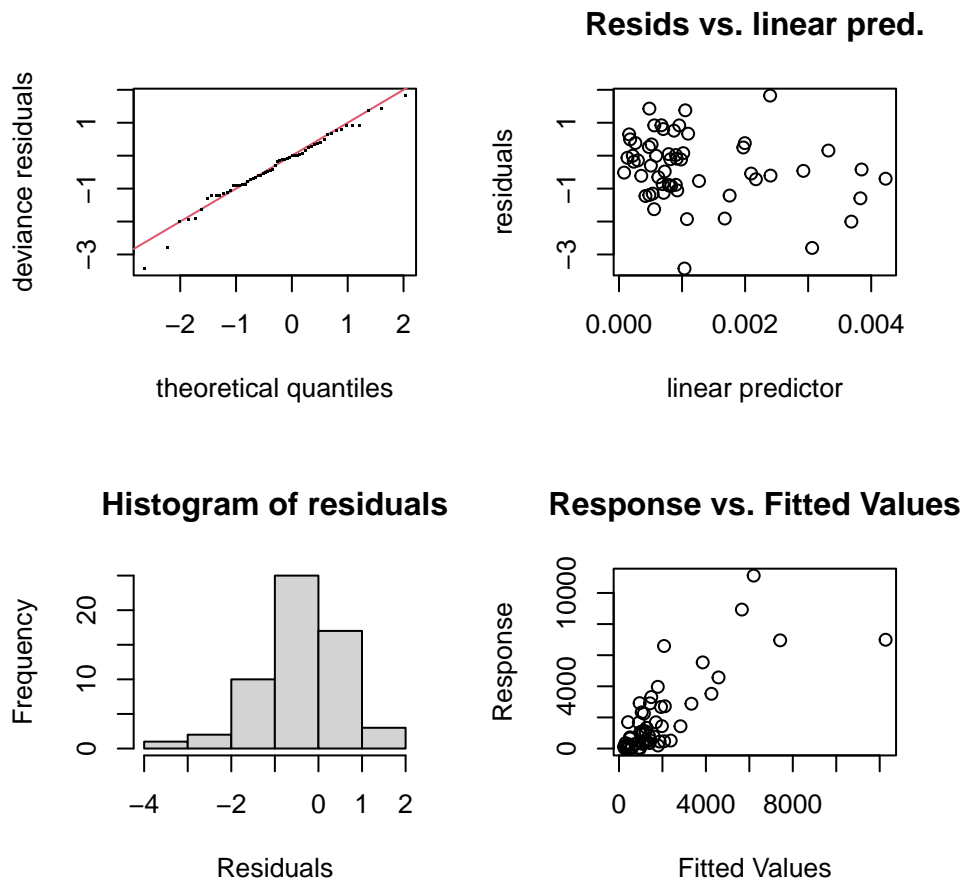 deviance residuals
1
−1
−3
−2 −1 0 1 2
theoretical quantiles
Resids vs. linear pred.
residuals
1
−1
−3
0.000 0.002 0.004
linear predictor
Histogram of residuals
Frequency
20
10
0
−4 −2 0 1 2
Residuals
Response vs. Fitted Values
Response
10000
4000
0
0 4000 8000
Fitted Values